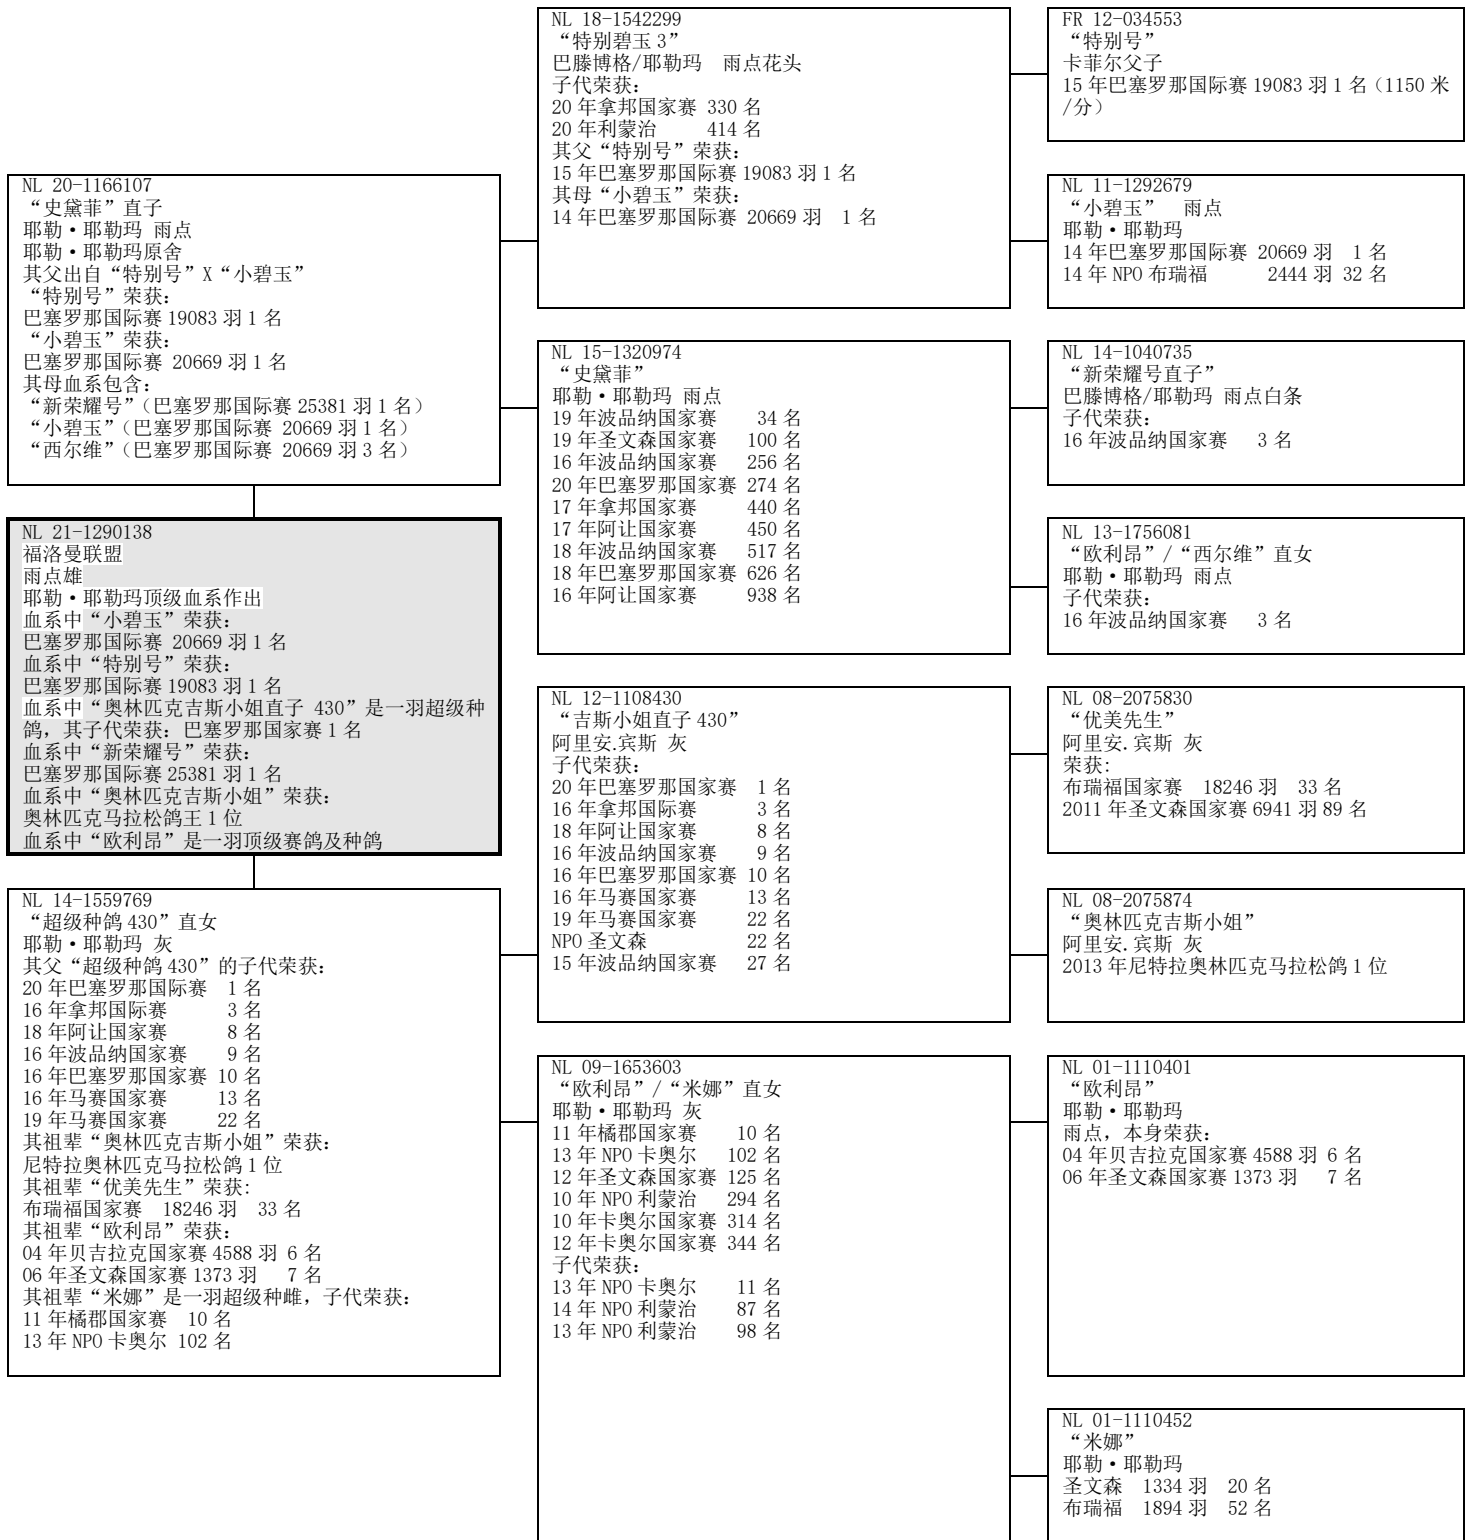 NL 20-1166107
“史黛菲”直子
耶勒•耶勒玛 雨点
耶勒•耶勒玛原舍
其父出自“特别号”X“小碧玉”
“特别号”荣获:
巴塞罗那国际赛 19083 羽 1 名
“小碧玉”荣获:
巴塞罗那国际赛 20669 羽 1 名
其母血系包含:
“新荣耀号”（巴塞罗那国际赛 25381 羽 1 名）
“小碧玉”（巴塞罗那国际赛 20669 羽 1 名）
“西尔维”（巴塞罗那国际赛 20669 羽 3 名）
NL 21-1290138
福洛曼联盟
雨点雄
耶勒•耶勒玛顶级血系作出
血系中“小碧玉”荣获:
巴塞罗那国际赛 20669 羽 1 名
血系中“特别号”荣获:
巴塞罗那国际赛 19083 羽 1 名
血系中“奥林匹克吉斯小姐直子 430”是一羽超级种
鸽，其子代荣获: 巴塞罗那国家赛 1 名
血系中“新荣耀号”荣获:
巴塞罗那国际赛 25381 羽 1 名
血系中“奥林匹克吉斯小姐”荣获:
奥林匹克马拉松鸽王 1 位
血系中“欧利昂”是一羽顶级赛鸽及种鸽
NL 14-1559769
“超级种鸽 430”直女
耶勒•耶勒玛 灰
其父“超级种鸽 430”的子代荣获:
20 年巴塞罗那国际赛 1 名
16 年拿邦国际赛 3 名
18 年阿让国家赛 8 名
16 年波品纳国家赛 9 名
16 年巴塞罗那国家赛 10 名
16 年马赛国家赛 13 名
19 年马赛国家赛 22 名
其祖辈“奥林匹克吉斯小姐”荣获:
尼特拉奥林匹克马拉松鸽 1 位
其祖辈“优美先生”荣获:
布瑞福国家赛 18246 羽 33 名
其祖辈“欧利昂”荣获:
04 年贝吉拉克国家赛 4588 羽 6 名
06 年圣文森国家赛 1373 羽 7 名
其祖辈“米娜”是一羽超级种雌，子代荣获:
11 年橘郡国家赛 10 名
13 年 NPO 卡奥尔 102 名
NL 18-1542299
“特别碧玉 3”
巴滕博格/耶勒玛 雨点花头
子代荣获:
20 年拿邦国家赛 330 名
20 年利蒙治 414 名
其父“特别号”荣获:
15 年巴塞罗那国际赛 19083 羽 1 名
其母“小碧玉”荣获:
14 年巴塞罗那国际赛 20669 羽 1 名
NL 15-1320974
“史黛菲”
耶勒•耶勒玛 雨点
19 年波品纳国家赛 34 名
19 年圣文森国家赛 100 名
16 年波品纳国家赛 256 名
20 年巴塞罗那国家赛 274 名
17 年拿邦国家赛 440 名
17 年阿让国家赛 450 名
18 年波品纳国家赛 517 名
18 年巴塞罗那国家赛 626 名
16 年阿让国家赛 938 名
NL 12-1108430
“吉斯小姐直子 430”
阿里安.宾斯 灰
子代荣获:
20 年巴塞罗那国家赛 1 名
16 年拿邦国际赛 3 名
18 年阿让国家赛 8 名
16 年波品纳国家赛 9 名
16 年巴塞罗那国家赛 10 名
16 年马赛国家赛 13 名
19 年马赛国家赛 22 名
NPO 圣文森 22 名
15 年波品纳国家赛 27 名
NL 09-1653603
“欧利昂”/“米娜”直女
耶勒•耶勒玛 灰
11 年橘郡国家赛 10 名
13 年 NPO 卡奥尔 102 名
12 年圣文森国家赛 125 名
10 年 NPO 利蒙治 294 名
10 年卡奥尔国家赛 314 名
12 年卡奥尔国家赛 344 名
子代荣获:
13 年 NPO 卡奥尔 11 名
14 年 NPO 利蒙治 87 名
13 年 NPO 利蒙治 98 名
FR 12-034553
“特别号”
卡菲尔父子
15 年巴塞罗那国际赛 19083 羽 1 名（1150 米
/分）
NL 11-1292679
“小碧玉” 雨点
耶勒•耶勒玛
14 年巴塞罗那国际赛 20669 羽 1 名
14 年 NPO 布瑞福 2444 羽 32 名
NL 14-1040735
“新荣耀号直子”
巴滕博格/耶勒玛 雨点白条
子代荣获:
16 年波品纳国家赛 3 名
NL 13-1756081
“欧利昂”/“西尔维”直女
耶勒•耶勒玛 雨点
子代荣获:
16 年波品纳国家赛 3 名
NL 08-2075830
“优美先生”
阿里安.宾斯 灰
荣获:
布瑞福国家赛 18246 羽 33 名
2011 年圣文森国家赛 6941 羽 89 名
NL 08-2075874
“奥林匹克吉斯小姐”
阿里安.宾斯 灰
2013 年尼特拉奥林匹克马拉松鸽 1 位
NL 01-1110401
“欧利昂”
耶勒•耶勒玛
雨点，本身荣获:
04 年贝吉拉克国家赛 4588 羽 6 名
06 年圣文森国家赛 1373 羽 7 名
NL 01-1110452
“米娜”
耶勒•耶勒玛
圣文森 1334 羽 20 名
布瑞福 1894 羽 52 名